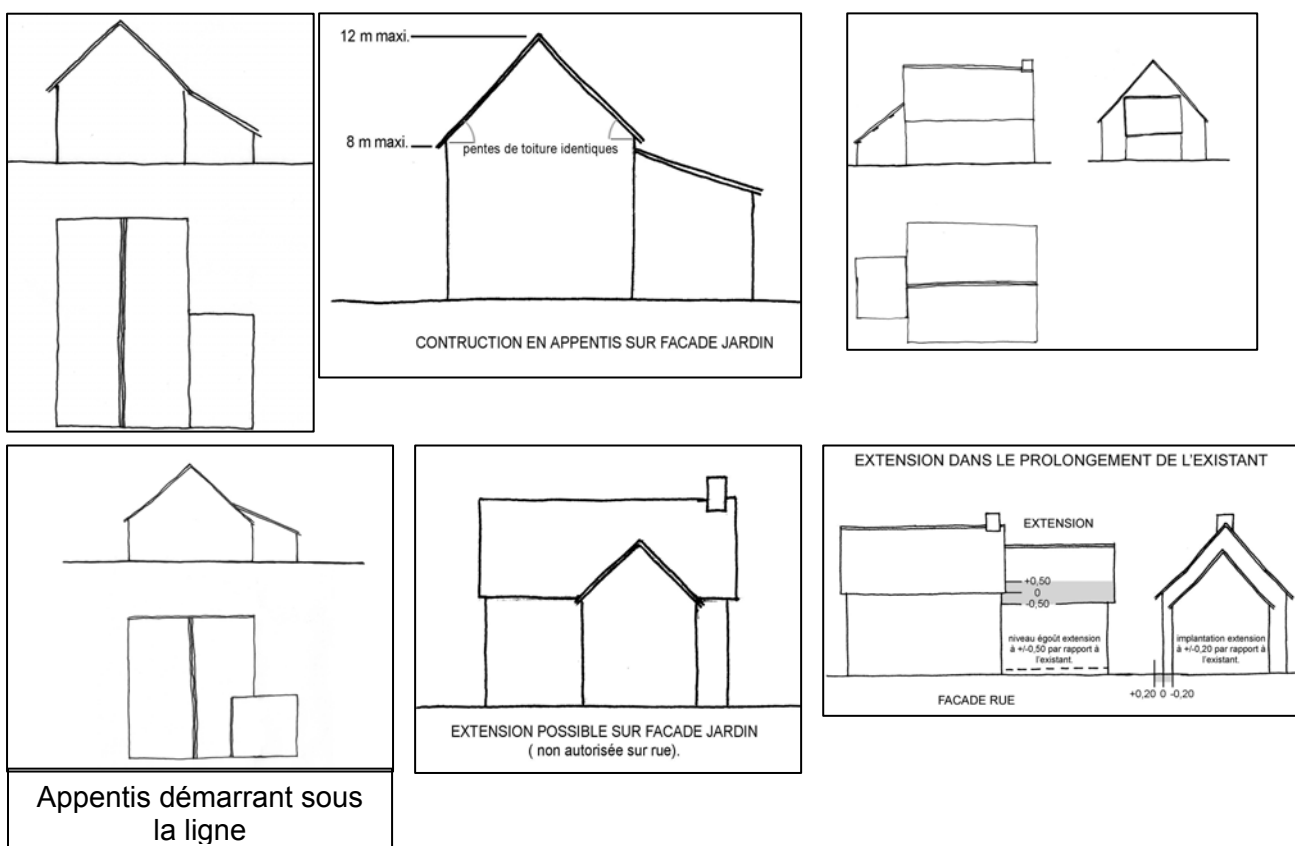 12 m maxi.
8 m maxi.
pentes de toiture identiques
CONTRUCTION EN APPENTIS SUR FACADE JARDIN
Appentis démarrant sous
la ligne
EXTENSION POSSIBLE SUR FACADE JARDIN
( non autorisée sur rue).
EXTENSION DANS LE PROLONGEMENT DE L'EXISTANT
EXTENSION
+0,50
0
-0,50
niveau égoût extension
à +/-0,50 par rapport à
l'existant.
implantation extension
à +/-0,20 par rapport à
l'existant.
FACADE RUE
+0,20 0 -0,20